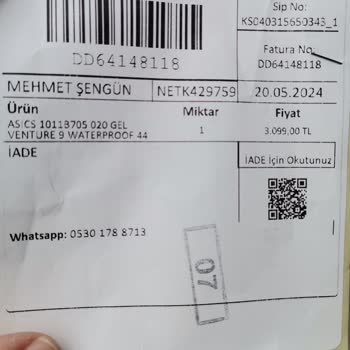 Sip No:
KS040315650343_1
Fatura No:
DD64148118
DD64148118
MEHMET ŞENGÜN NETK429759 20.05.2024
Ürün Miktar Fiyat
ASICS 1011B705 020 GEL
VENTURE 9 WATERPROOF 44 1 3.099,00 TL
İADE
İADE İçin Okutunuz
Whatsapp: 0530 178 8713
07